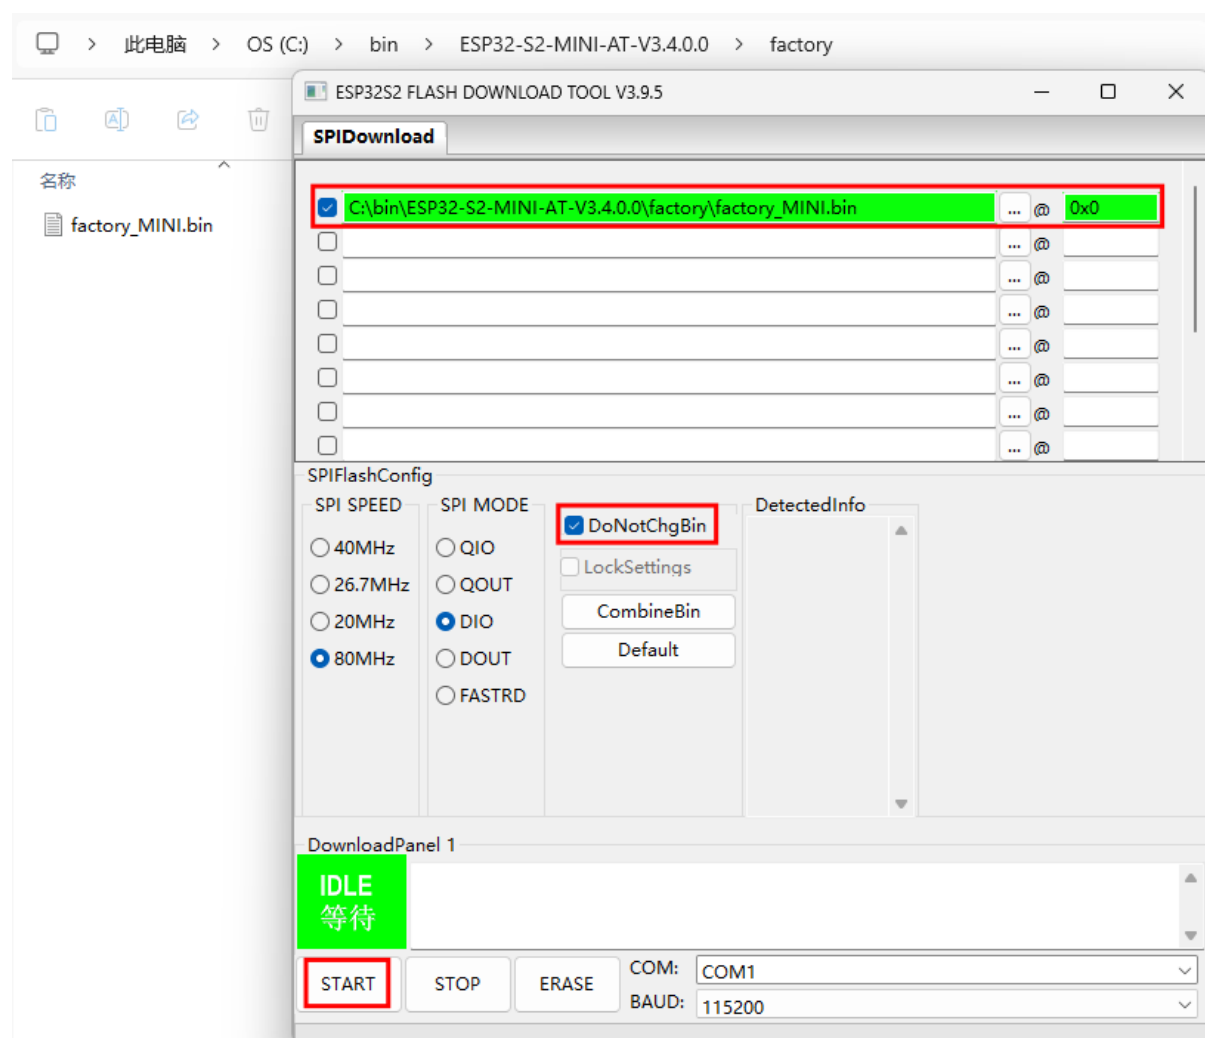 此电脑 > OS (C:) > bin > ESP32-S2-MINI-AT-V3.4.0.0 > factory
ESP32S2 FLASH DOWNLOAD TOOL V3.9.5
SPIDownload
名称
factory_MINI.bin
C:\bin\ESP32-S2-MINI-AT-V3.4.0.0\factory\factory_MINI.bin ... @ 0x0
... @
... @
... @
... @
... @
... @
... @
SPIFlashConfig
SPI SPEED
40MHz
26.7MHz
20MHz
80MHz
SPI MODE
QIO
QOUT
DIO
DOUT
FASTRD
DoNotChgBin
LockSettings
CombineBin
Default
DetectedInfo
DownloadPanel 1
IDLE
等待
START STOP ERASE
COM: COM1
BAUD: 115200